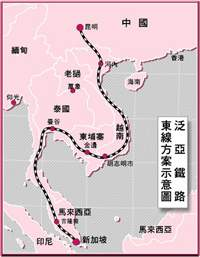 中國
昆明
緬甸
河內
香港
老撾
萬象
海南
仰光
泰國
越南
曼谷
柬埔寨
金邊
胡志明市
泛亞鐵路
東線方案示意圖
馬來西亞
吉隆坡
馬來西亞
印尼
新加坡